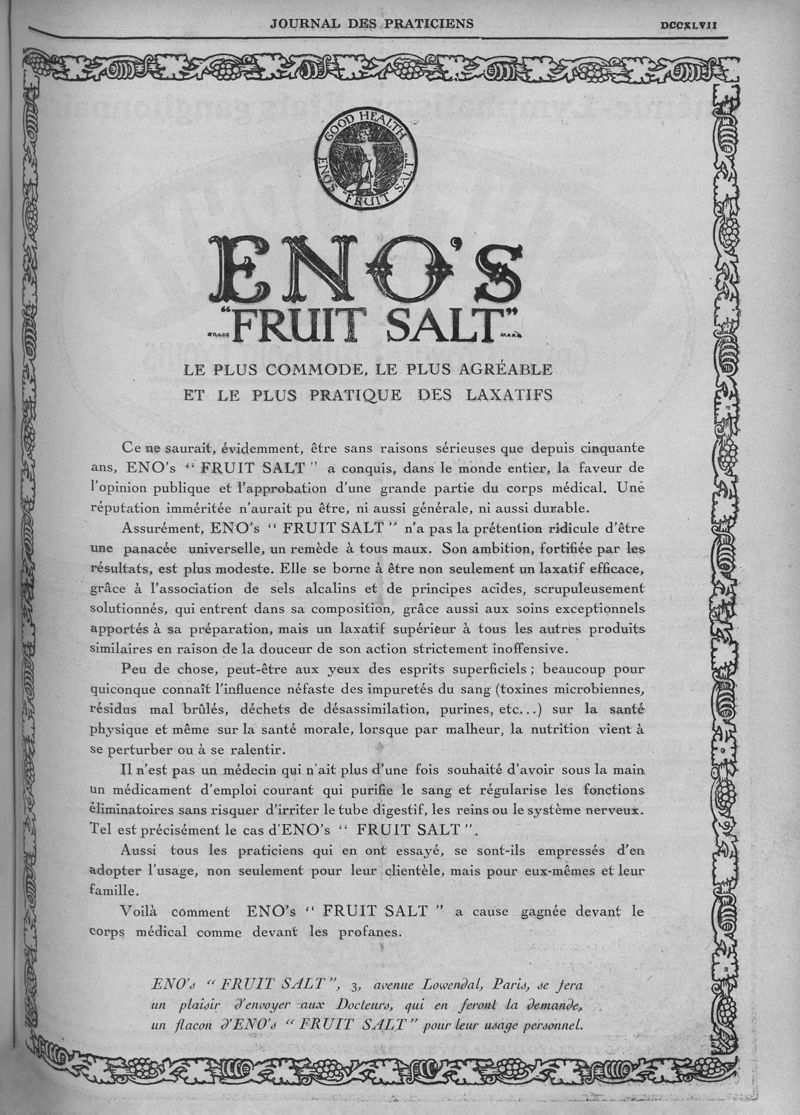 JOURNAL DES PRATICIENS
DCCXLVII
GOOD HEALTH
ENO'S "FRUIT SALT"
ENO'S
TRADE "FRUIT SALT" MARK
LE PLUS COMMODE, LE PLUS AGRÉABLE
ET LE PLUS PRATIQUE DES LAXATIFS
Ce ne saurait, évidemment, être sans raisons sérieuses que depuis cinquante
ans, ENO's “ FRUIT SALT ” a conquis, dans le monde entier, la faveur de
l'opinion publique et l'approbation d'une grande partie du corps médical. Une
réputation imméritée n'aurait pu être, ni aussi générale, ni aussi durable.
Assurément, ENO's “ FRUIT SALT ” n'a pas la prétention ridicule d'être
une panacée universelle, un remède à tous maux. Son ambition, fortifiée par les
résultats, est plus modeste. Elle se borne à être non seulement un laxatif efficace,
grâce à l'association de sels alcalins et de principes acides, scrupuleusement
solutionnés, qui entrent dans sa composition, grâce aussi aux soins exceptionnels
apportés à sa préparation, mais un laxatif supérieur à tous les autres produits
similaires en raison de la douceur de son action strictement inoffensive.
Peu de chose, peut-être aux yeux des esprits superficiels ; beaucoup pour
quiconque connaît l'influence néfaste des impuretés du sang (toxines microbiennes,
résidus mal brûlés, déchets de désassimilation, purines, etc...) sur la santé
physique et même sur la santé morale, lorsque par malheur, la nutrition vient à
se perturber ou à se ralentir.
Il n'est pas un médecin qui n'ait plus d'une fois souhaité d'avoir sous la main
un médicament d'emploi courant qui purifie le sang et régularise les fonctions
éliminatoires sans risquer d'irriter le tube digestif, les reins ou le système nerveux.
Tel est précisément le cas d'ENO's “ FRUIT SALT ”.
Aussi tous les praticiens qui en ont essayé, se sont-ils empressés d'en
adopter l'usage, non seulement pour leur clientèle, mais pour eux-mêmes et leur
famille.
Voilà comment ENO's “ FRUIT SALT ” a cause gagnée devant le
corps médical comme devant les profanes.
ENO's “ FRUIT SALT ”, 3, avenue Lowendal, Paris, se fera
un plaisir d'envoyer aux Docteurs, qui en feront la demande,
un flacon d'ENO's “ FRUIT SALT ” pour leur usage personnel.